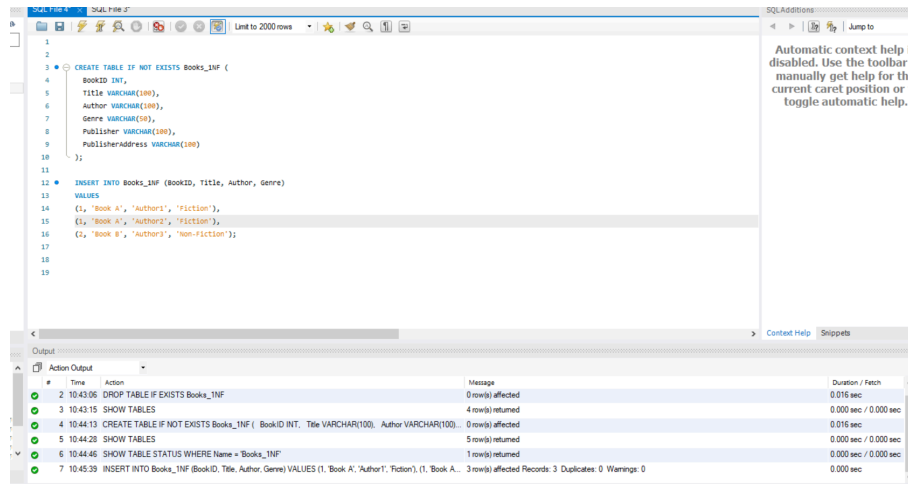 SQL File 4* × SQL File 3*
Limit to 2000 rows
1
2
3 CREATE TABLE IF NOT EXISTS Books_1NF (
4 BookID INT,
5 Title VARCHAR(100),
6 Author VARCHAR(100),
7 Genre VARCHAR(50),
8 Publisher VARCHAR(100),
9 PublisherAddress VARCHAR(100)
10 );
11
12 INSERT INTO Books_1NF (BookID, Title, Author, Genre)
13 VALUES
14 (1, 'Book A', 'Author1', 'Fiction'),
15 (1, 'Book A', 'Author2', 'Fiction'),
16 (2, 'Book B', 'Author3', 'Non-Fiction');
17
18
19
SQLAdditions
Jump to
Automatic context help
disabled. Use the toolbar
manually get help for th
current caret position or
toggle automatic help.
Context Help Snippets
Output
Action Output
# Time Action Message Duration / Fetch
2 10:43:06 DROP TABLE IF EXISTS Books_1NF 0 row(s) affected 0.016 sec
3 10:43:15 SHOW TABLES 4 row(s) returned 0.000 sec / 0.000 sec
4 10:44:13 CREATE TABLE IF NOT EXISTS Books_1NF ( BookID INT, Title VARCHAR(100), Author VARCHAR(100)... 0 row(s) affected 0.016 sec
5 10:44:28 SHOW TABLES 5 row(s) returned 0.000 sec / 0.000 sec
6 10:44:46 SHOW TABLE STATUS WHERE Name = 'Books_1NF' 1 row(s) returned 0.000 sec / 0.000 sec
7 10:45:39 INSERT INTO Books_1NF (BookID, Title, Author, Genre) VALUES (1, 'Book A', 'Author1', 'Fiction'), (1, 'Book A... 3 row(s) affected Records: 3 Duplicates: 0 Warnings: 0 0.000 sec